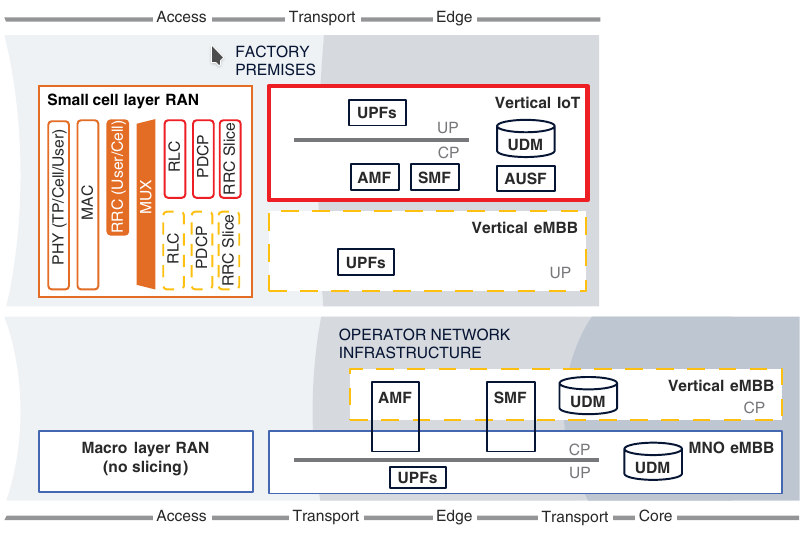 Access Transport Edge
FACTORY
PREMISES
Small cell layer RAN
PHY (TP/Cell/User)
MAC
RRC (User/Cell)
MUX
RLC
PDCP
RRC Slice
RLC
PDCP
RRC Slice
Vertical IoT
UPFs
UP
CP
UDM
AMF SMF AUSF
Vertical eMBB
UPFs
UP
OPERATOR NETWORK
INFRASTRUCTURE
Vertical eMBB
AMF SMF UDM
CP
Macro layer RAN
(no slicing)
MNO eMBB
CP
UP
UDM
UPFs
Access Transport Edge Transport Core